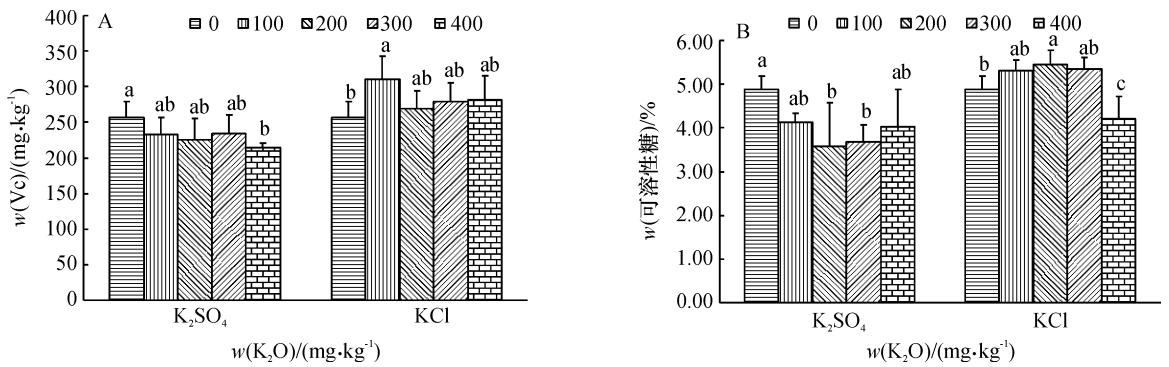 A
0 100 200 300 400
400
350
300
250
200
150
100
50
0
w(Vc)/(mg·kg⁻¹)
a ab ab ab b
b a ab ab ab
K₂SO₄ KCl
w(K₂O)/(mg·kg⁻¹)
B
0 100 200 300 400
6.00
5.00
4.00
3.00
2.00
4.00
1.00
0.00
w(可溶性糖)/%
a ab b b ab
b ab a ab c
K₂SO₄ KCl
w(K₂O)/(mg·kg⁻¹)